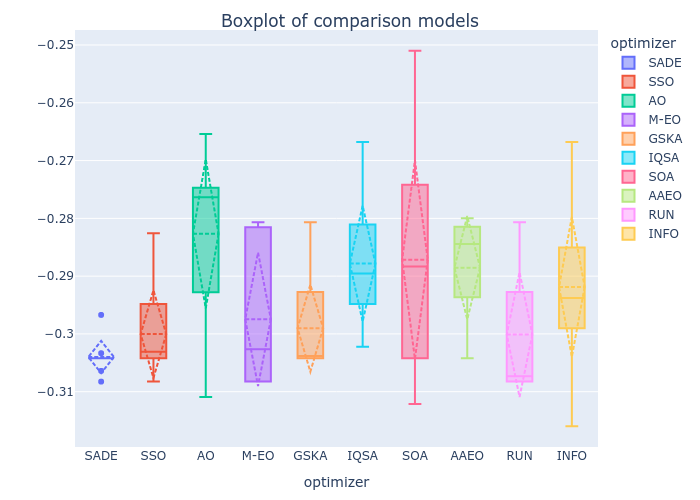 Boxplot of comparison models
−0.25
−0.26
−0.27
−0.28
−0.29
−0.3
−0.31
SADE SSO AO M-EO GSKA IQSA SOA AAEO RUN INFO
optimizer
optimizer
SADE
SSO
AO
M-EO
GSKA
IQSA
SOA
AAEO
RUN
INFO